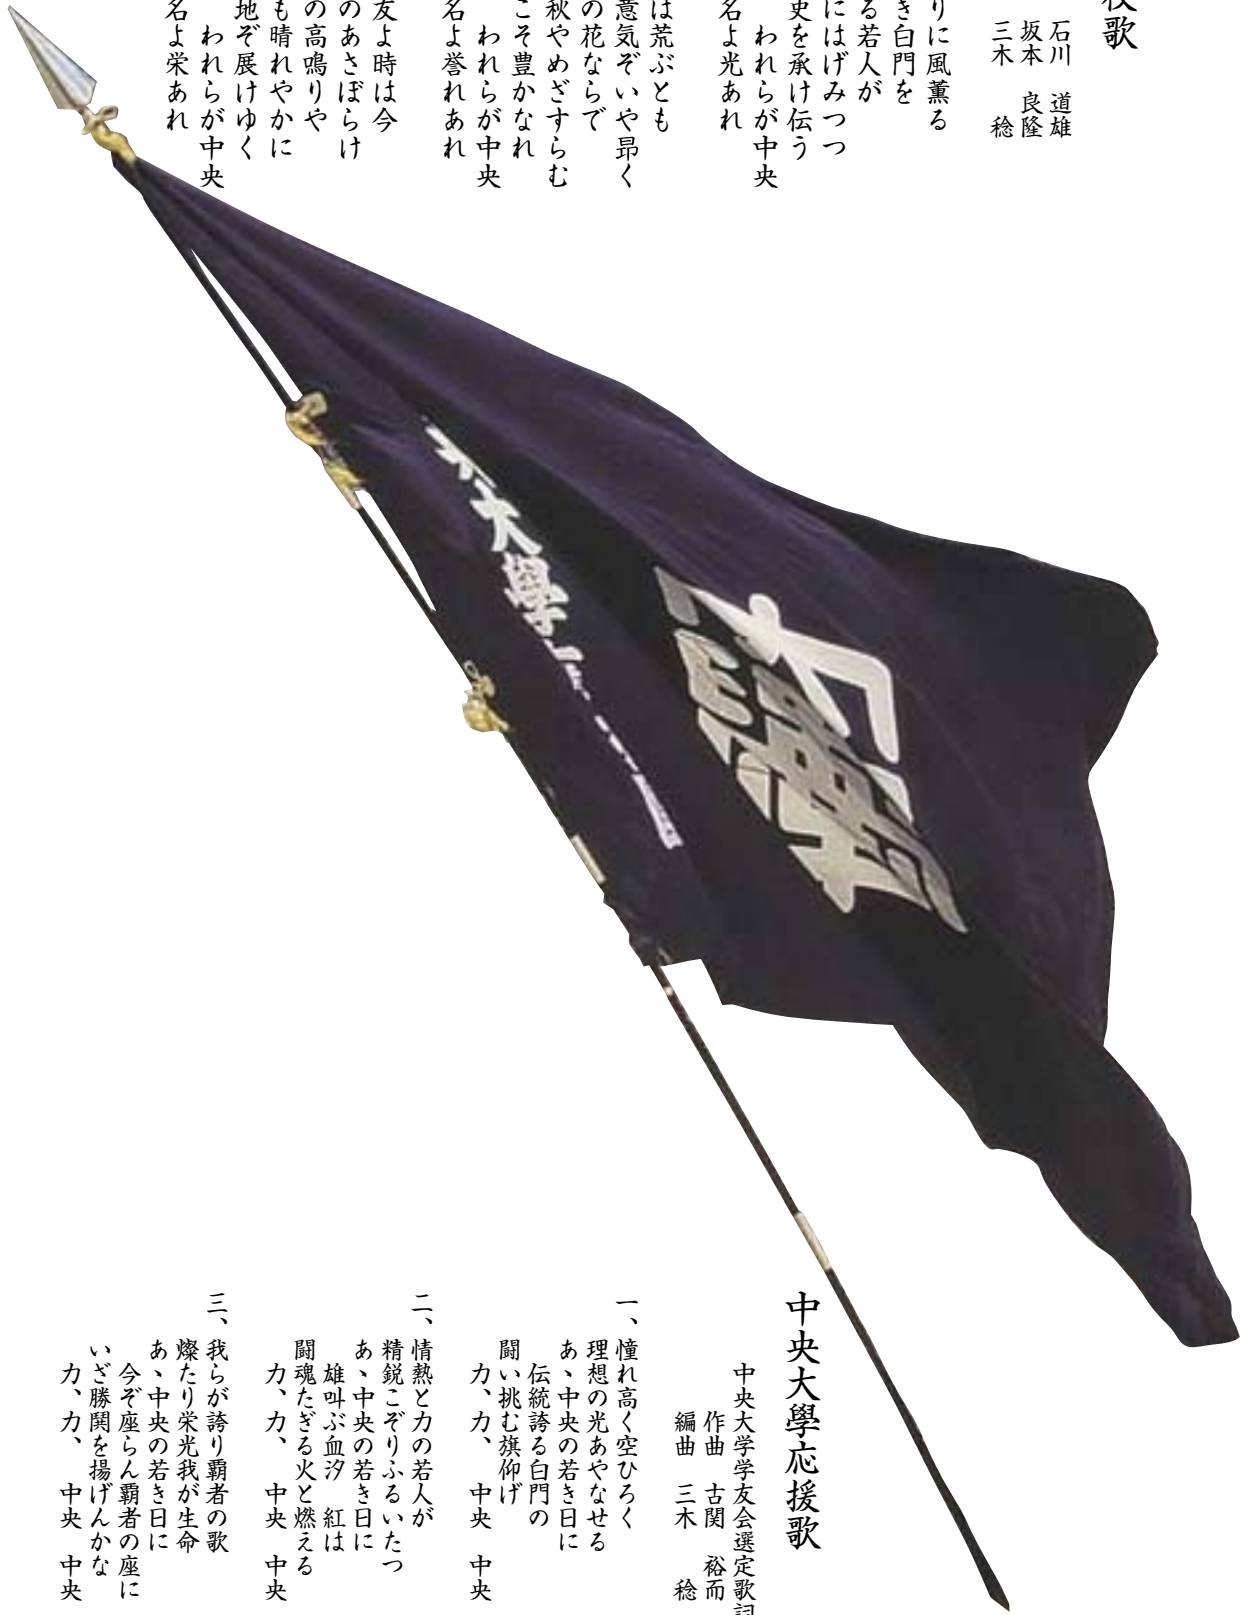 校歌
石川　道雄
坂本　良隆
三木　稔
りに風薫る
き白門を
る若人が
にはげみつつ
史を承け伝う
われらが中央
名よ光あれ
は荒ぶとも
意気ぞいや昂く
の花ならで
秋やめざすらむ
こそ豊かなれ
われらが中央
名よ誉れあれ
友よ時は今
のあさぼらけ
の高鳴りや
も晴れやかに
地ぞ展けゆく
われらが中央
名よ栄あれ
大學
中央大學応援歌
中央大学学友会選定歌詞
作曲　古関　裕而
編曲　三木　稔
一、憧れ高く空ひろく
理想の光あやなせる
あゝ中央の若き日に
伝統誇る白門の
闘い挑む旗仰げ
力、力、　中央　中央
二、情熱と力の若人が
精鋭こぞりふるいたつ
あゝ中央の若き日に
雄叫ぶ血汐　紅は
闘魂たぎる火と燃える
力、力、　中央　中央
三、我らが誇り覇者の歌
燦たり栄光我が生命
あゝ中央の若き日に
今ぞ座らん覇者の座に
いざ勝関を揚げんかな
力、力、　中央　中央